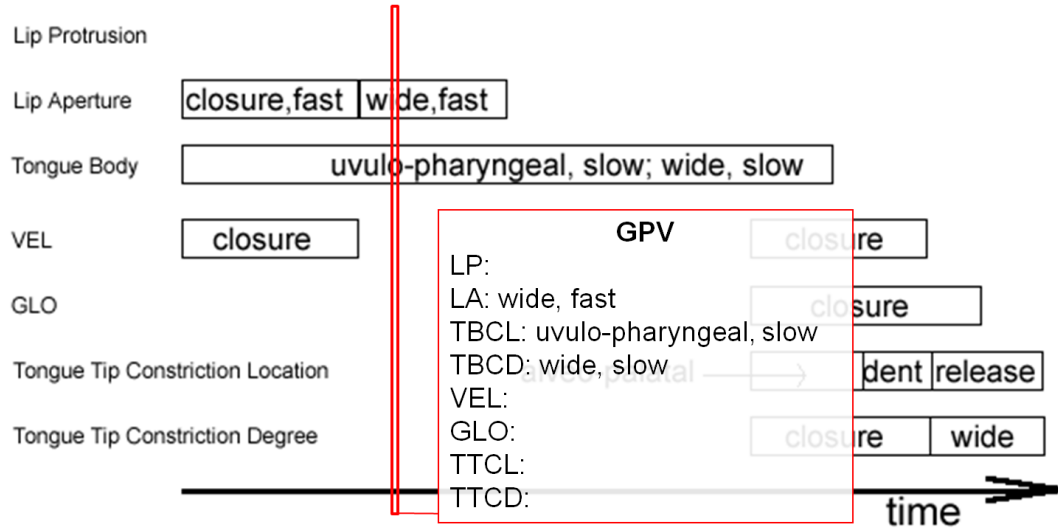 Lip Protrusion
Lip Aperture
closure,fast
wide,fast
Tongue Body
uvulo-pharyngeal, slow; wide, slow
VEL
closure
closure
GLO
closure
Tongue Tip Constriction Location
alveo-palatal
dent
release
Tongue Tip Constriction Degree
closure
wide
time
GPV
LP:
LA: wide, fast
TBCL: uvulo-pharyngeal, slow
TBCD: wide, slow
VEL:
GLO:
TTCL:
TTCD: